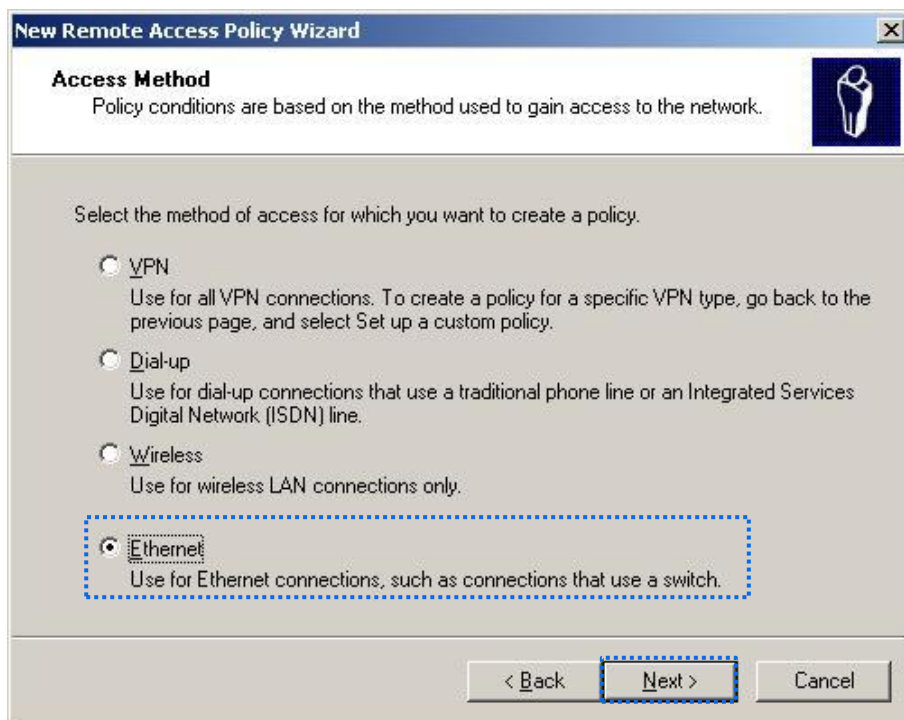 New Remote Access Policy Wizard
Access Method
Policy conditions are based on the method used to gain access to the network.
Select the method of access for which you want to create a policy.
VPN
Use for all VPN connections. To create a policy for a specific VPN type, go back to the
previous page, and select Set up a custom policy.
Dial-up
Use for dial-up connections that use a traditional phone line or an Integrated Services
Digital Network (ISDN) line.
Wireless
Use for wireless LAN connections only.
Ethernet
Use for Ethernet connections, such as connections that use a switch.
< Back Next > Cancel